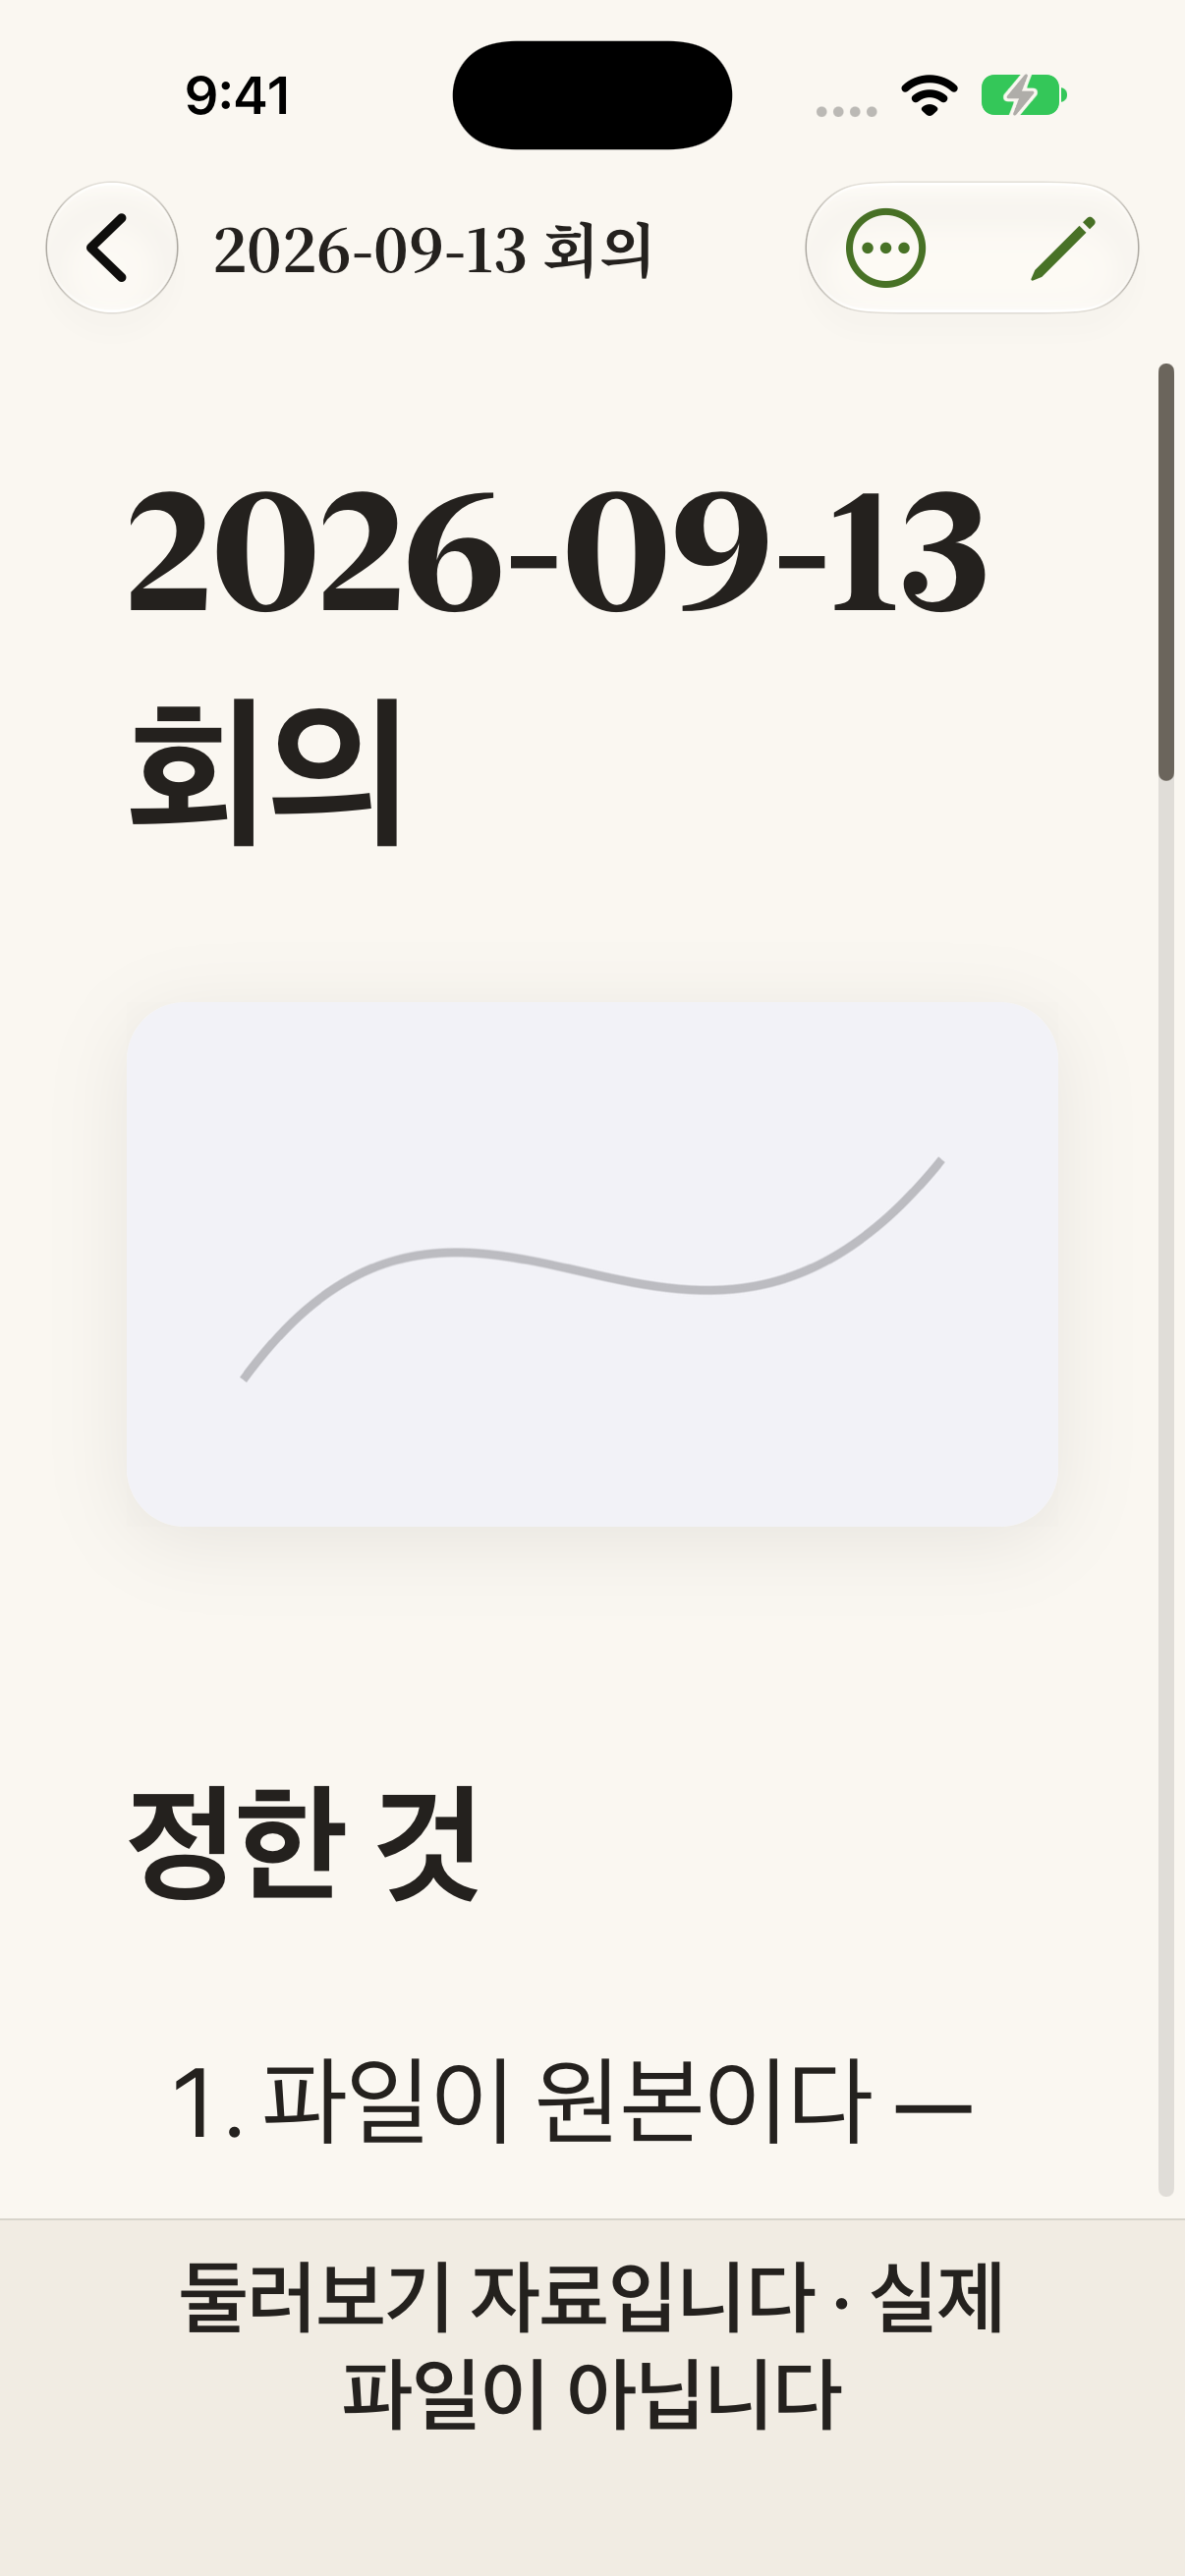 9:41
2026-09-13 회의
2026-09-13
회의
정한 것
1. 파일이 원본이다 —
둘러보기 자료입니다 · 실제
파일이 아닙니다